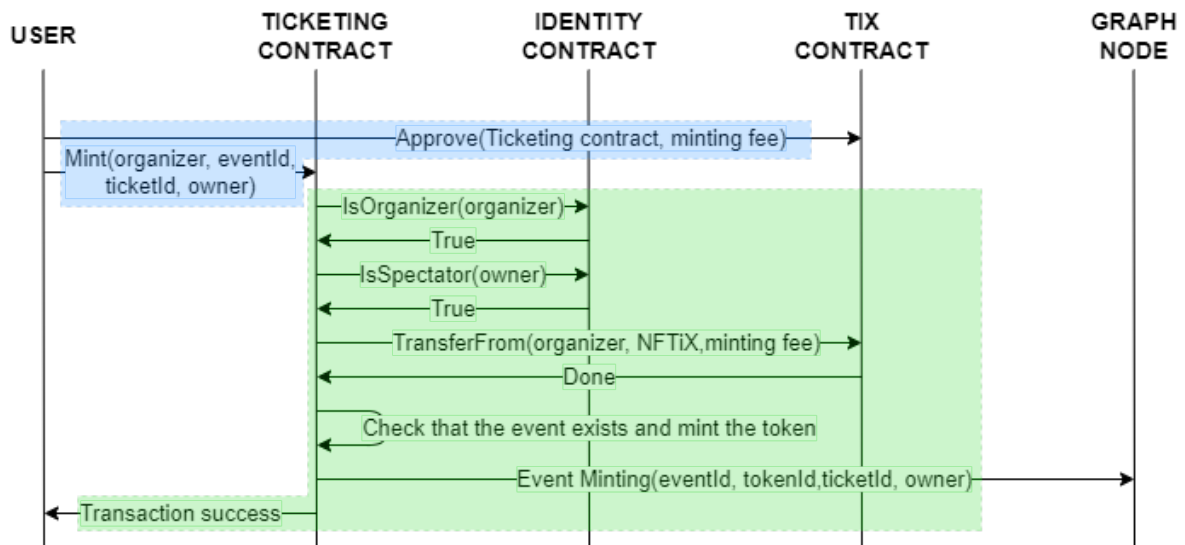 USER
TICKETING
CONTRACT
IDENTITY
CONTRACT
TIX
CONTRACT
GRAPH
NODE
Approve(Ticketing contract, minting fee)
Mint(organizer, eventId,
ticketId, owner)
IsOrganizer(organizer)
True
IsSpectator(owner)
True
TransferFrom(organizer, NFTiX,minting fee)
Done
Check that the event exists and mint the token
Event Minting(eventId, tokenId,ticketId, owner)
Transaction success